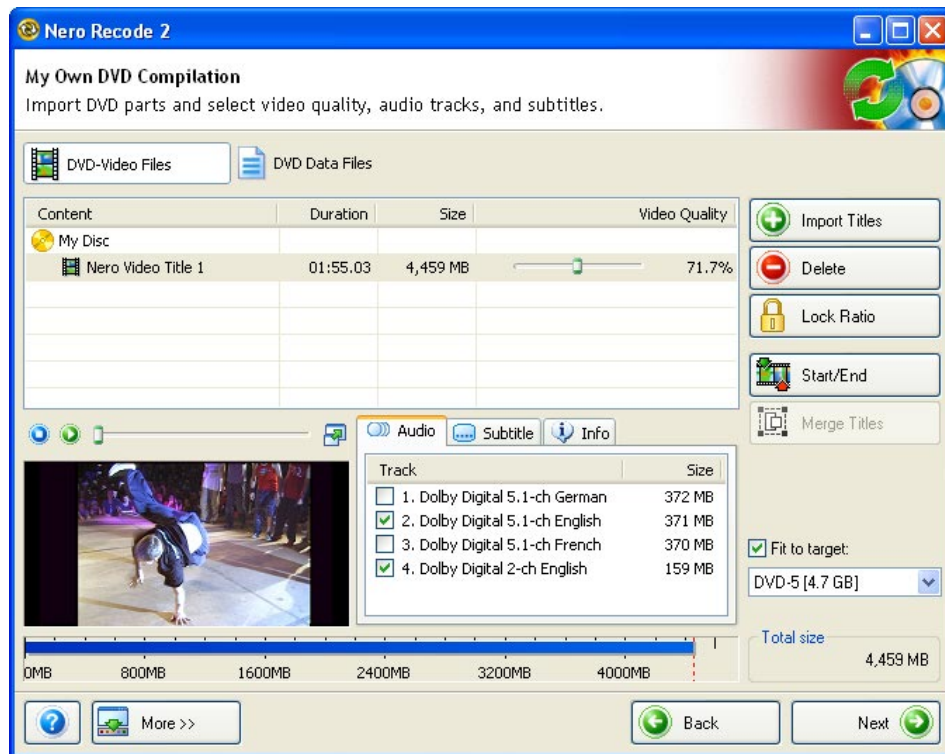 Nero Recode 2
My Own DVD Compilation
Import DVD parts and select video quality, audio tracks, and subtitles.
DVD-Video Files
DVD Data Files
Content Duration Size Video Quality
My Disc
Nero Video Title 1 01:55.03 4,459 MB 71.7%
Import Titles
Delete
Lock Ratio
Start/End
Merge Titles
Audio Subtitle Info
Track Size
1. Dolby Digital 5.1-ch German 372 MB
2. Dolby Digital 5.1-ch English 371 MB
3. Dolby Digital 5.1-ch French 370 MB
4. Dolby Digital 2-ch English 159 MB
Fit to target:
DVD-5 [4.7 GB]
Total size
4,459 MB
0MB 800MB 1600MB 2400MB 3200MB 4000MB
More >>
Back
Next